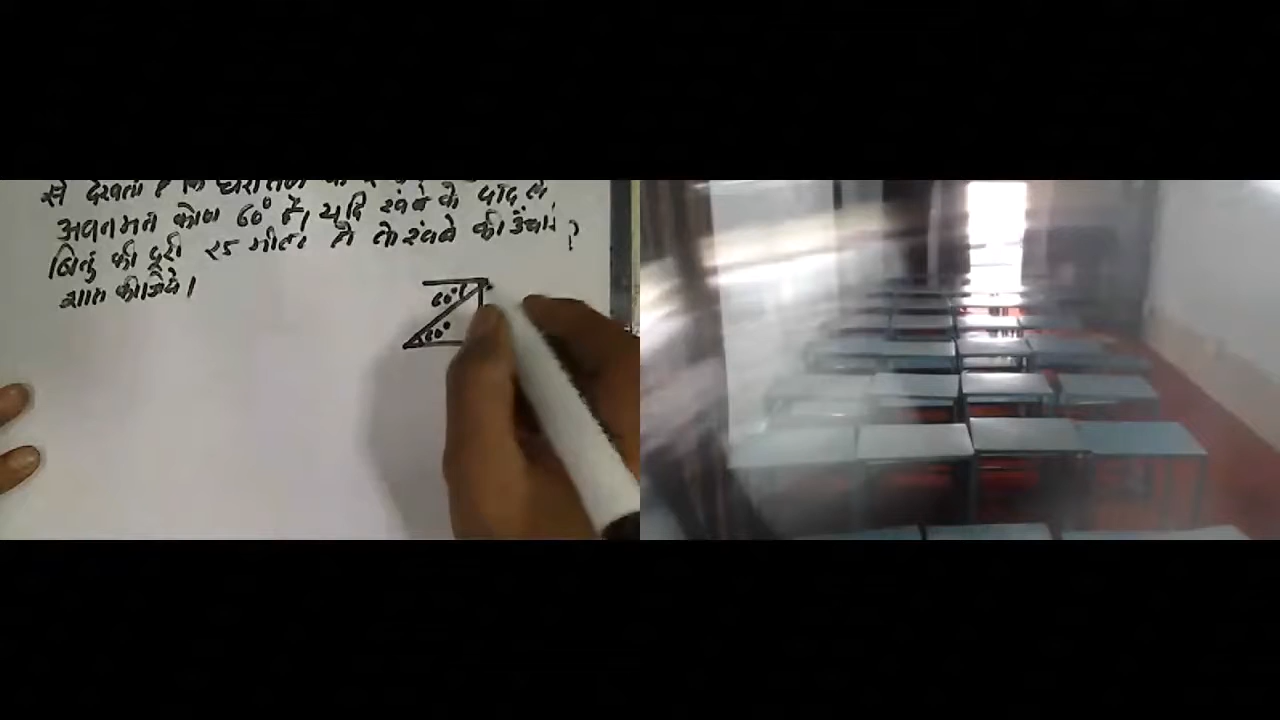 से देखता है कि धरातल के
अवनमन कोण 60° है। यदि खंबे के पाद से
बिंदु की दूरी 25 मीटर हो तो खंबे की ऊँचाई ?
ज्ञात कीजिये।
60°
60°